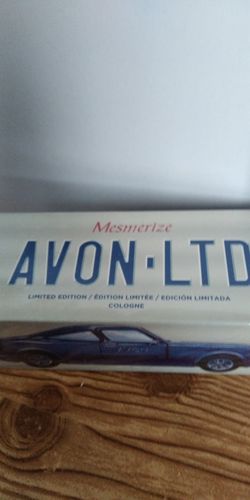 Mesmerize
AVON·LTD
LIMITED EDITION / ÉDITION LIMITÉE / EDICIÓN LIMITADA
COLOGNE